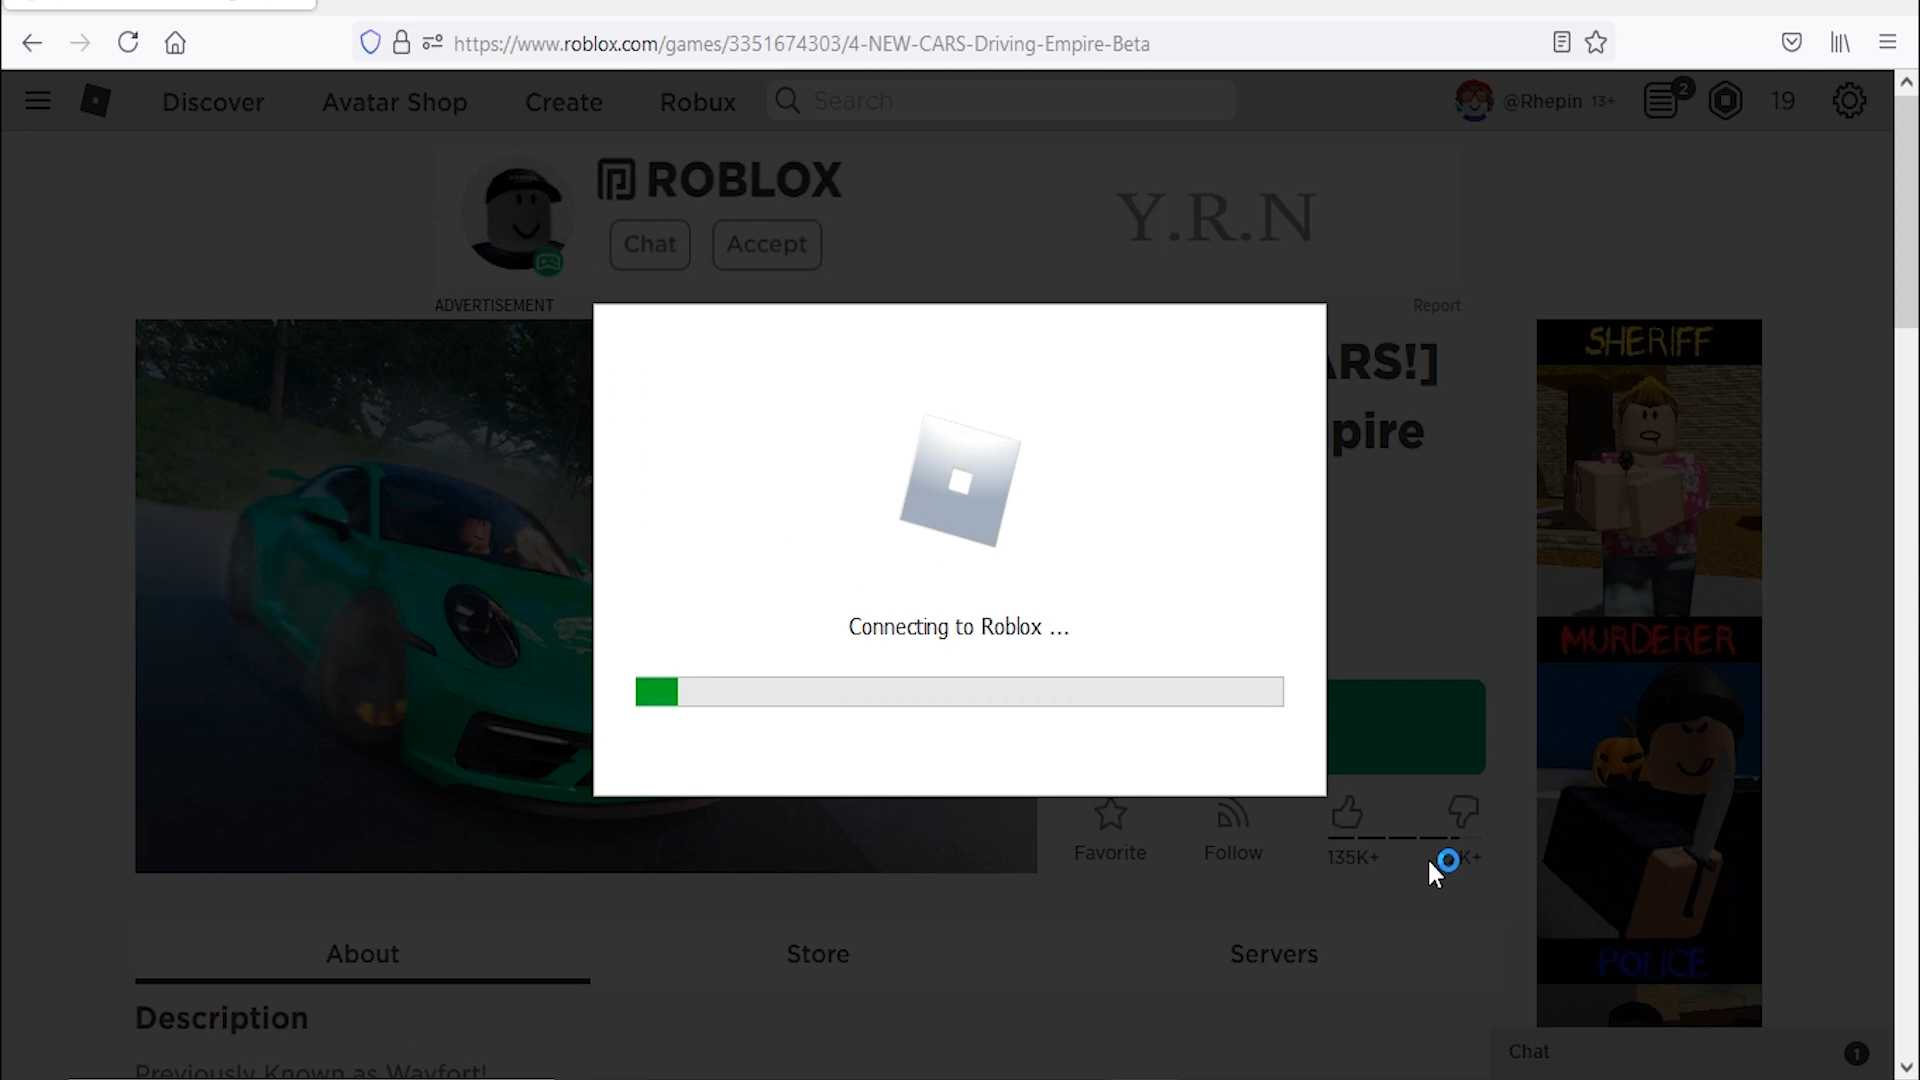 https://www.roblox.com/games/3351674303/4-NEW-CARS-Driving-Empire-Beta
Discover
Avatar Shop
Create
Robux
Search
@Rhepin 13+
2
19
ROBLOX
Chat
Accept
Y.R.N
ADVERTISEMENT
Report
ARS!]
pire
SHERIFF
Connecting to Roblox ...
MURDERER
Favorite
Follow
135K+
K+
POLICE
About
Store
Servers
Description
Previously Known as Wayfort!
Chat
1